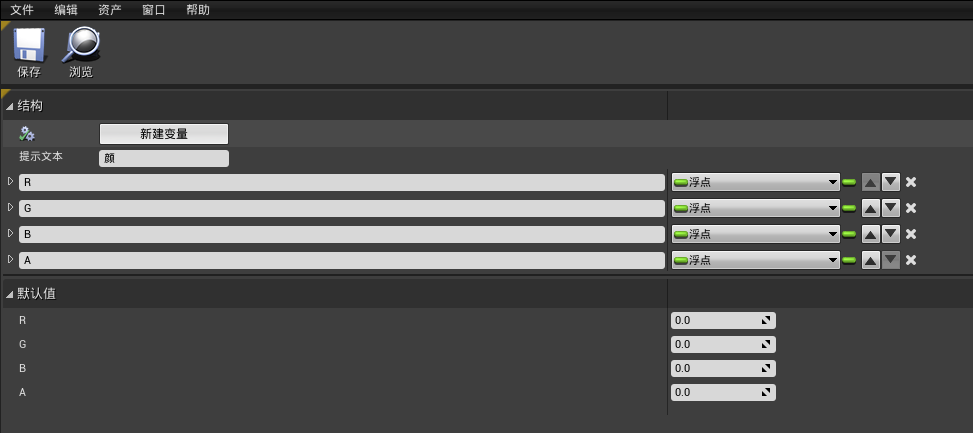 文件 编辑 资产 窗口 帮助
保存 浏览
结构
新建变量
提示文本 颜
R 浮点
G 浮点
B 浮点
A 浮点
默认值
R 0.0
G 0.0
B 0.0
A 0.0